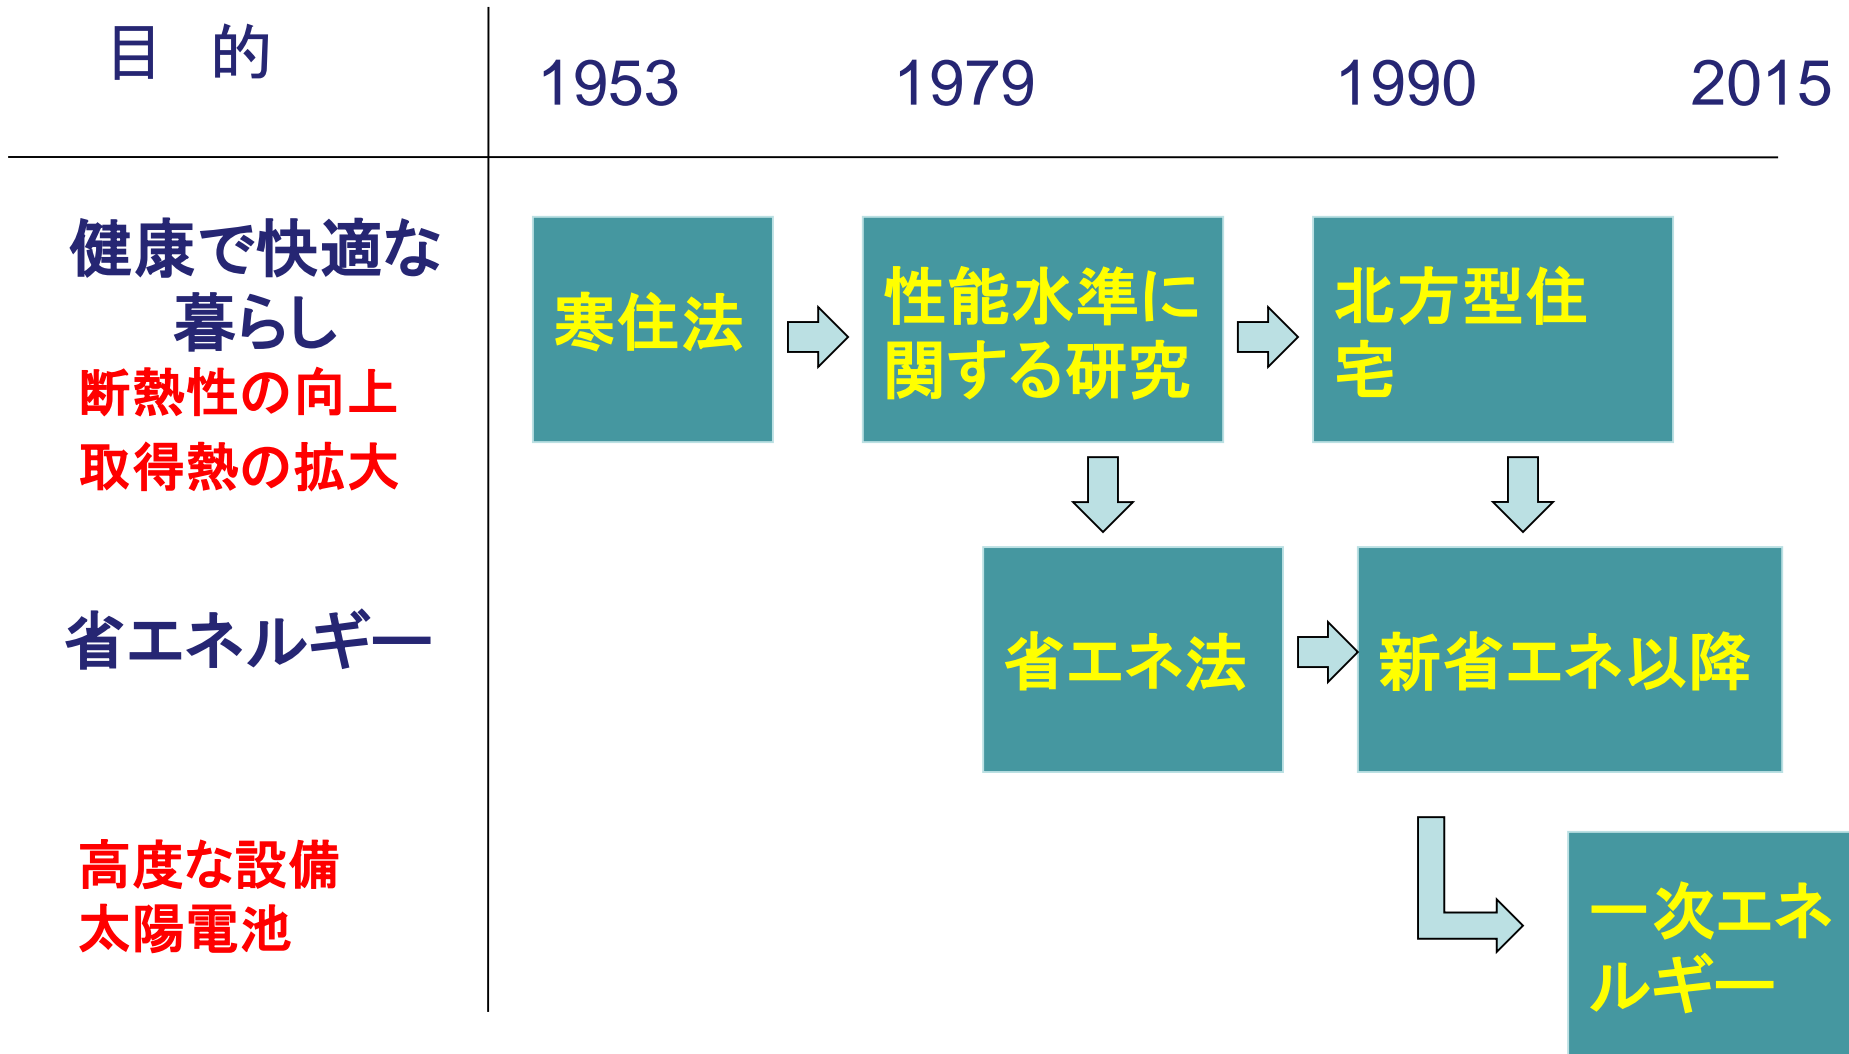 目 的
1953 1979 1990 2015
健康で快適な
暮らし
断熱性の向上
取得熱の拡大
寒住法
性能水準に
関する研究
北方型住
宅
省エネルギー
省エネ法
新省エネ以降
高度な設備
太陽電池
一次エネ
ルギー